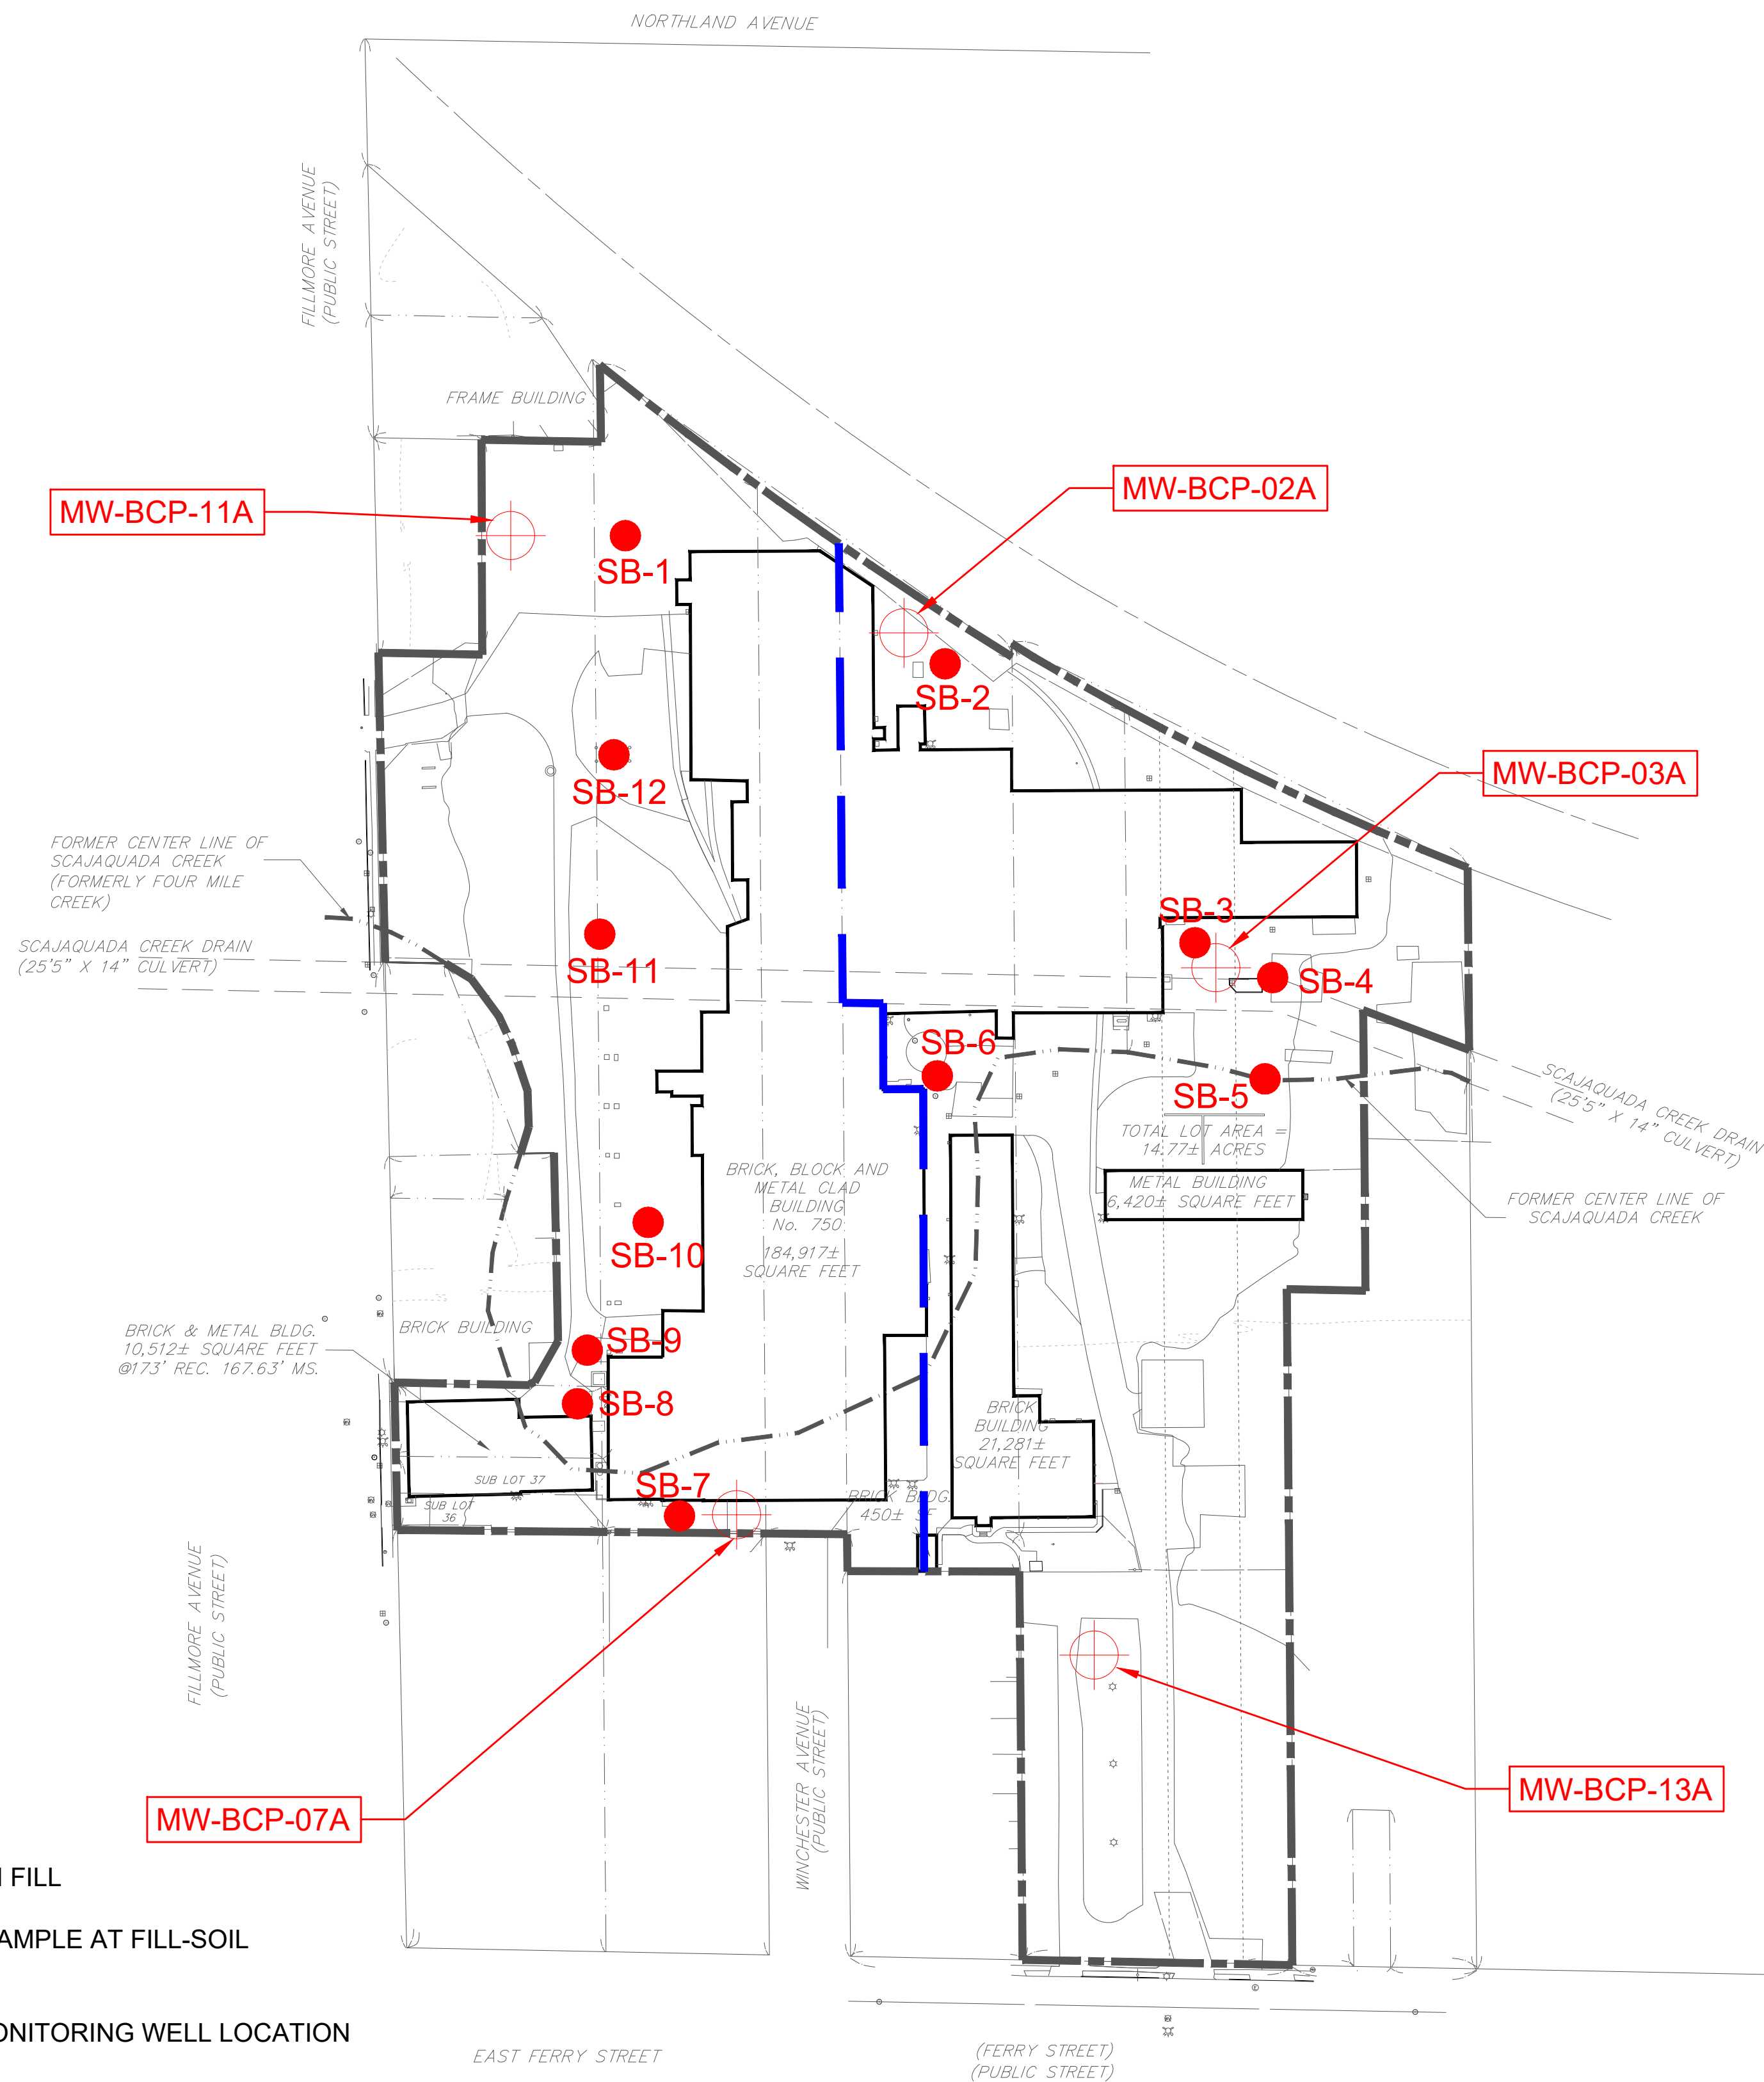 NORTHLAND AVENUE
FILLMORE AVENUE
(PUBLIC STREET)
FRAME BUILDING
MW-BCP-11A
MW-BCP-02A
SB-1
SB-2
MW-BCP-03A
SB-12
FORMER CENTER LINE OF
SCAJAQUADA CREEK
(FORMERLY FOUR MILE
CREEK)
SCAJAQUADA CREEK DRAIN
(25'5" X 14" CULVERT)
SB-3
SB-11
SB-4
SB-6
SB-5
SCAJAQUADA CREEK DRAIN
(25'5" X 14" CULVERT)
TOTAL LOT AREA =
14.77± ACRES
BRICK, BLOCK AND
METAL CLAD
BUILDING
No. 750
184,917±
SQUARE FEET
METAL BUILDING
6,420± SQUARE FEET
FORMER CENTER LINE OF
SCAJAQUADA CREEK
SB-10
BRICK & METAL BLDG.
10,512± SQUARE FEET
@173' REC. 167.63' MS.
BRICK BUILDING
SB-9
SB-8
BRICK
BUILDING
21,281±
SQUARE FEET
SUB LOT 37
SUB LOT
36
SB-7
BRICK BLDG.
450± SF
FILLMORE AVENUE
(PUBLIC STREET)
WINCHESTER AVENUE
(PUBLIC STREET)
MW-BCP-07A
MW-BCP-13A
FILL
AMPLE AT FILL-SOIL
ONITORING WELL LOCATION
EAST FERRY STREET
(FERRY STREET)
(PUBLIC STREET)